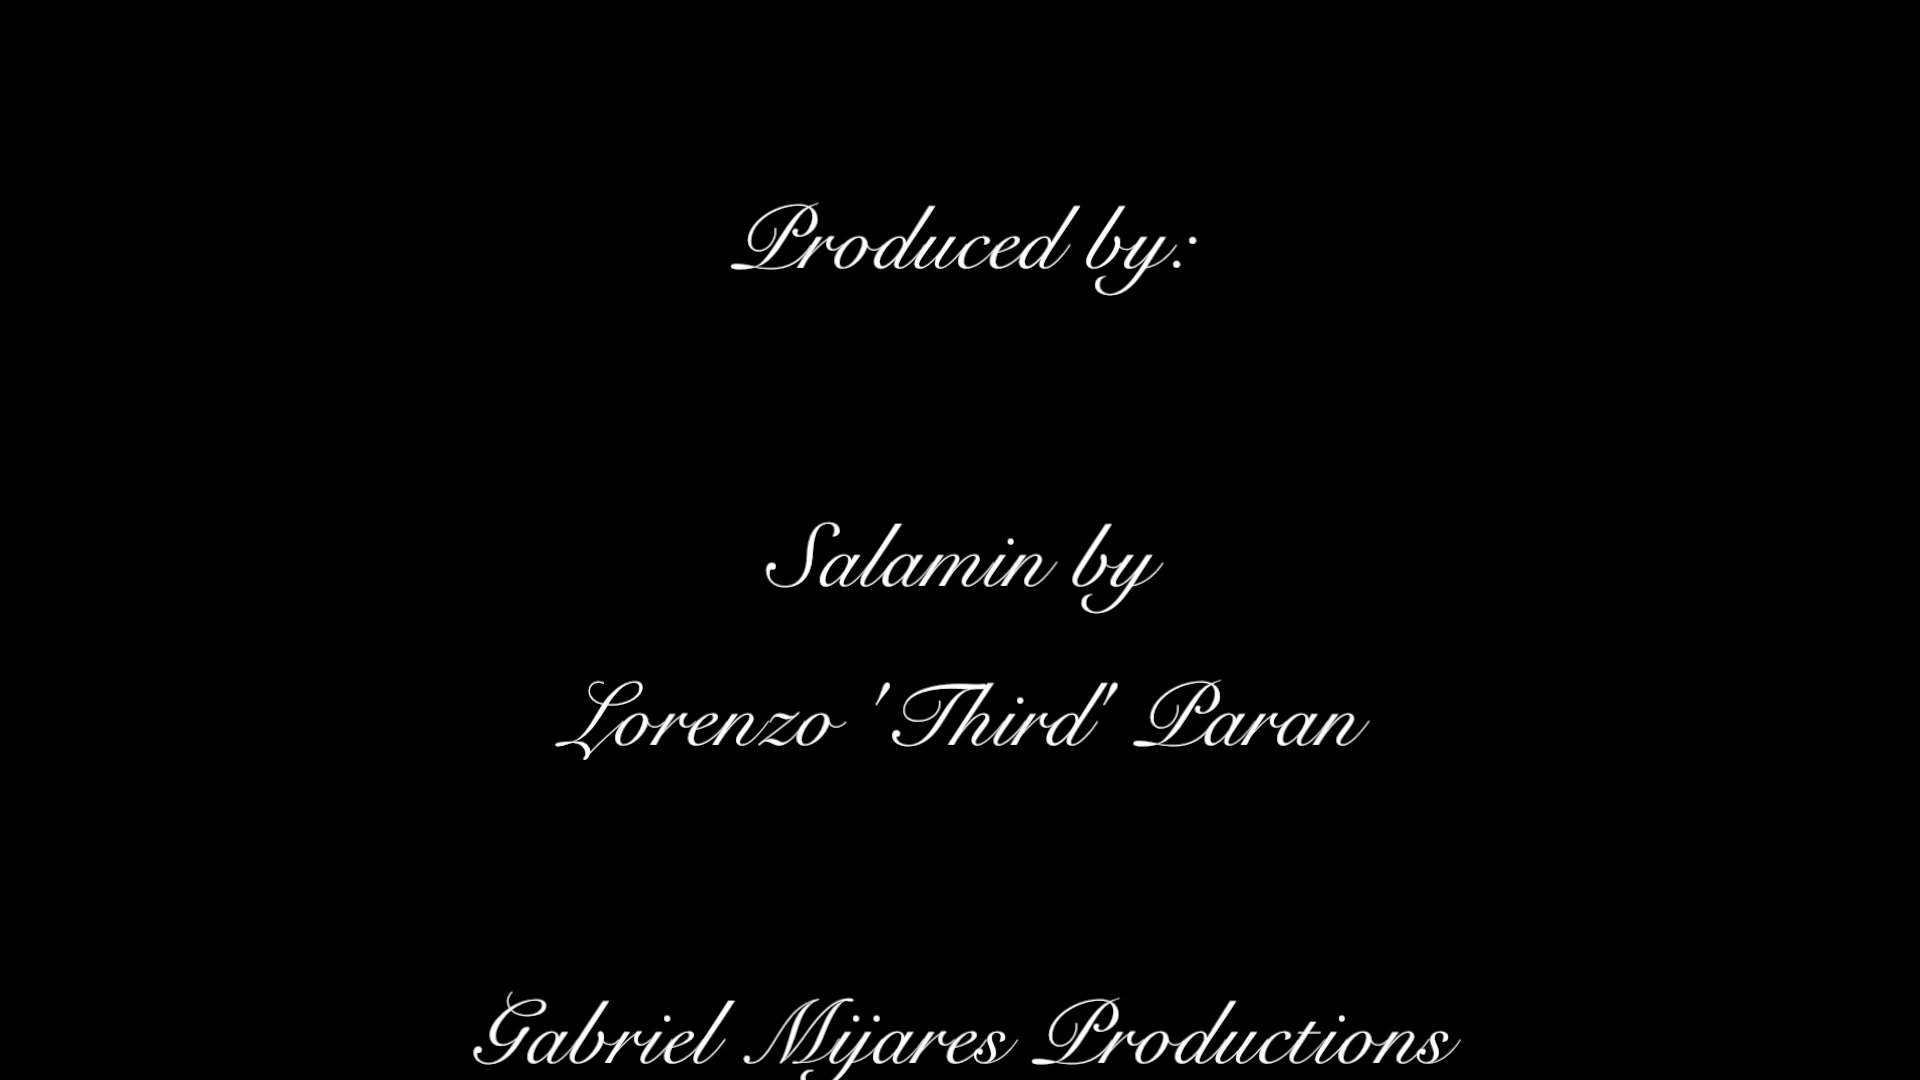 Produced by:
Salamin by
Lorenzo 'Third' Paran
Gabriel Mijares Productions